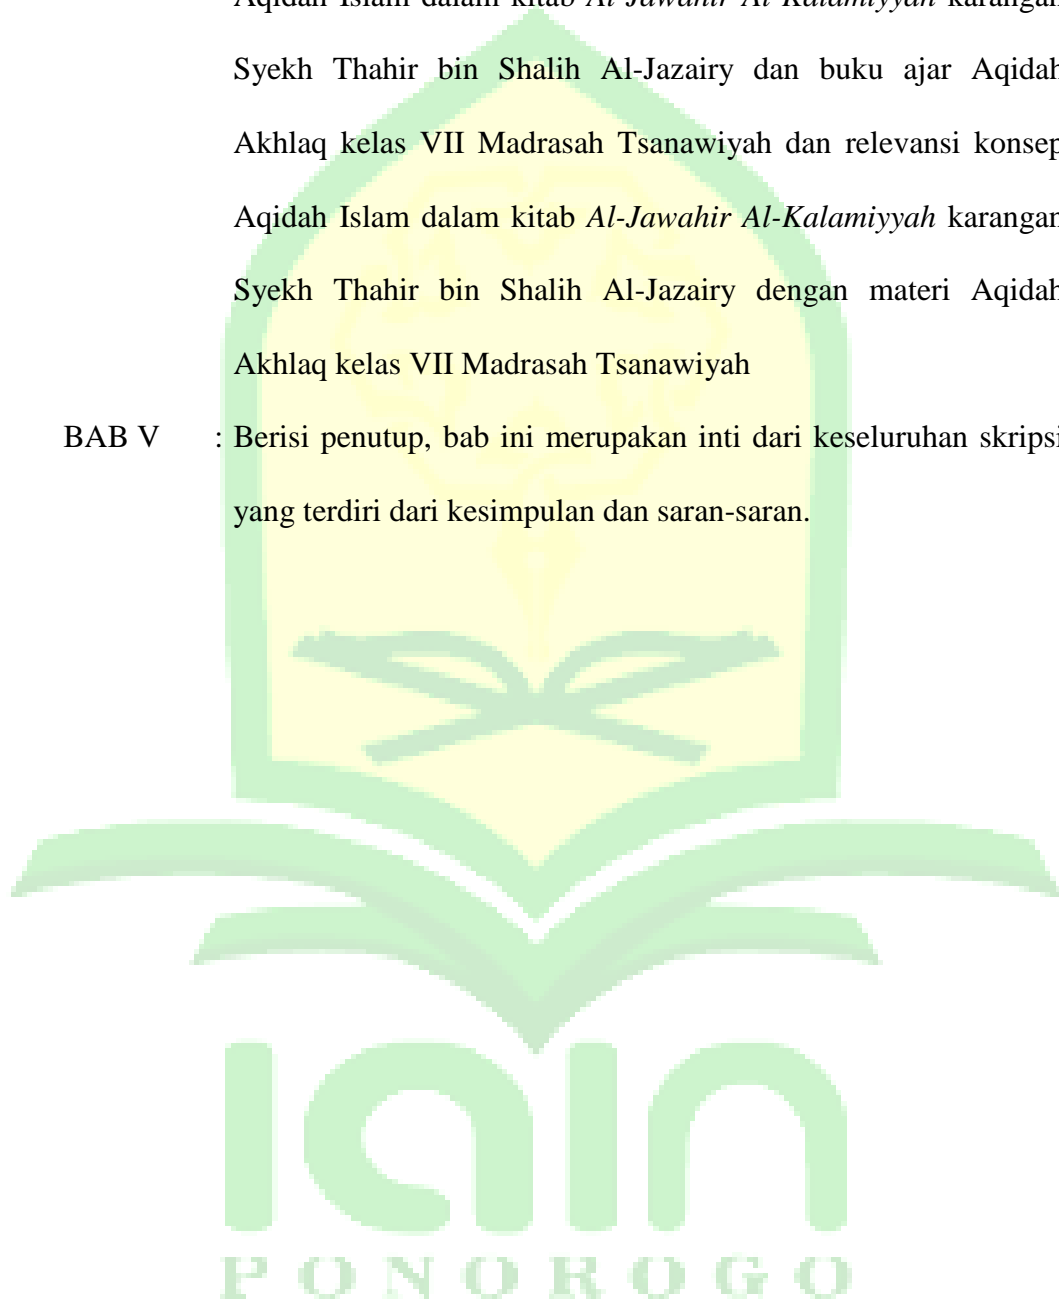 Aqidah Islam dalam kitab Al-Jawahir Al-Kalamiyyah karangan
Syekh Thahir bin Shalih Al-Jazairy dan buku ajar Aqidah
Akhlaq kelas VII Madrasah Tsanawiyah dan relevansi konsep
Aqidah Islam dalam kitab Al-Jawahir Al-Kalamiyyah karangan
Syekh Thahir bin Shalih Al-Jazairy dengan materi Aqidah
Akhlaq kelas VII Madrasah Tsanawiyah
BAB V : Berisi penutup, bab ini merupakan inti dari keseluruhan skripsi
yang terdiri dari kesimpulan dan saran-saran.
iain
PONOROGO